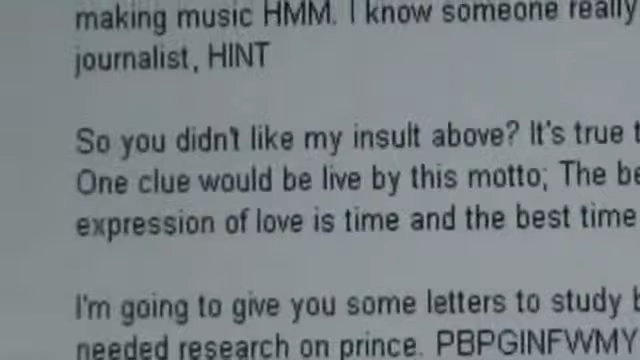 making music HMM. I know someone really
journalist, HINT
So you didn't like my insult above? It's true t
One clue would be live by this motto; The be
expression of love is time and the best time
I'm going to give you some letters to study b
needed research on prince. PBPGINFWMY